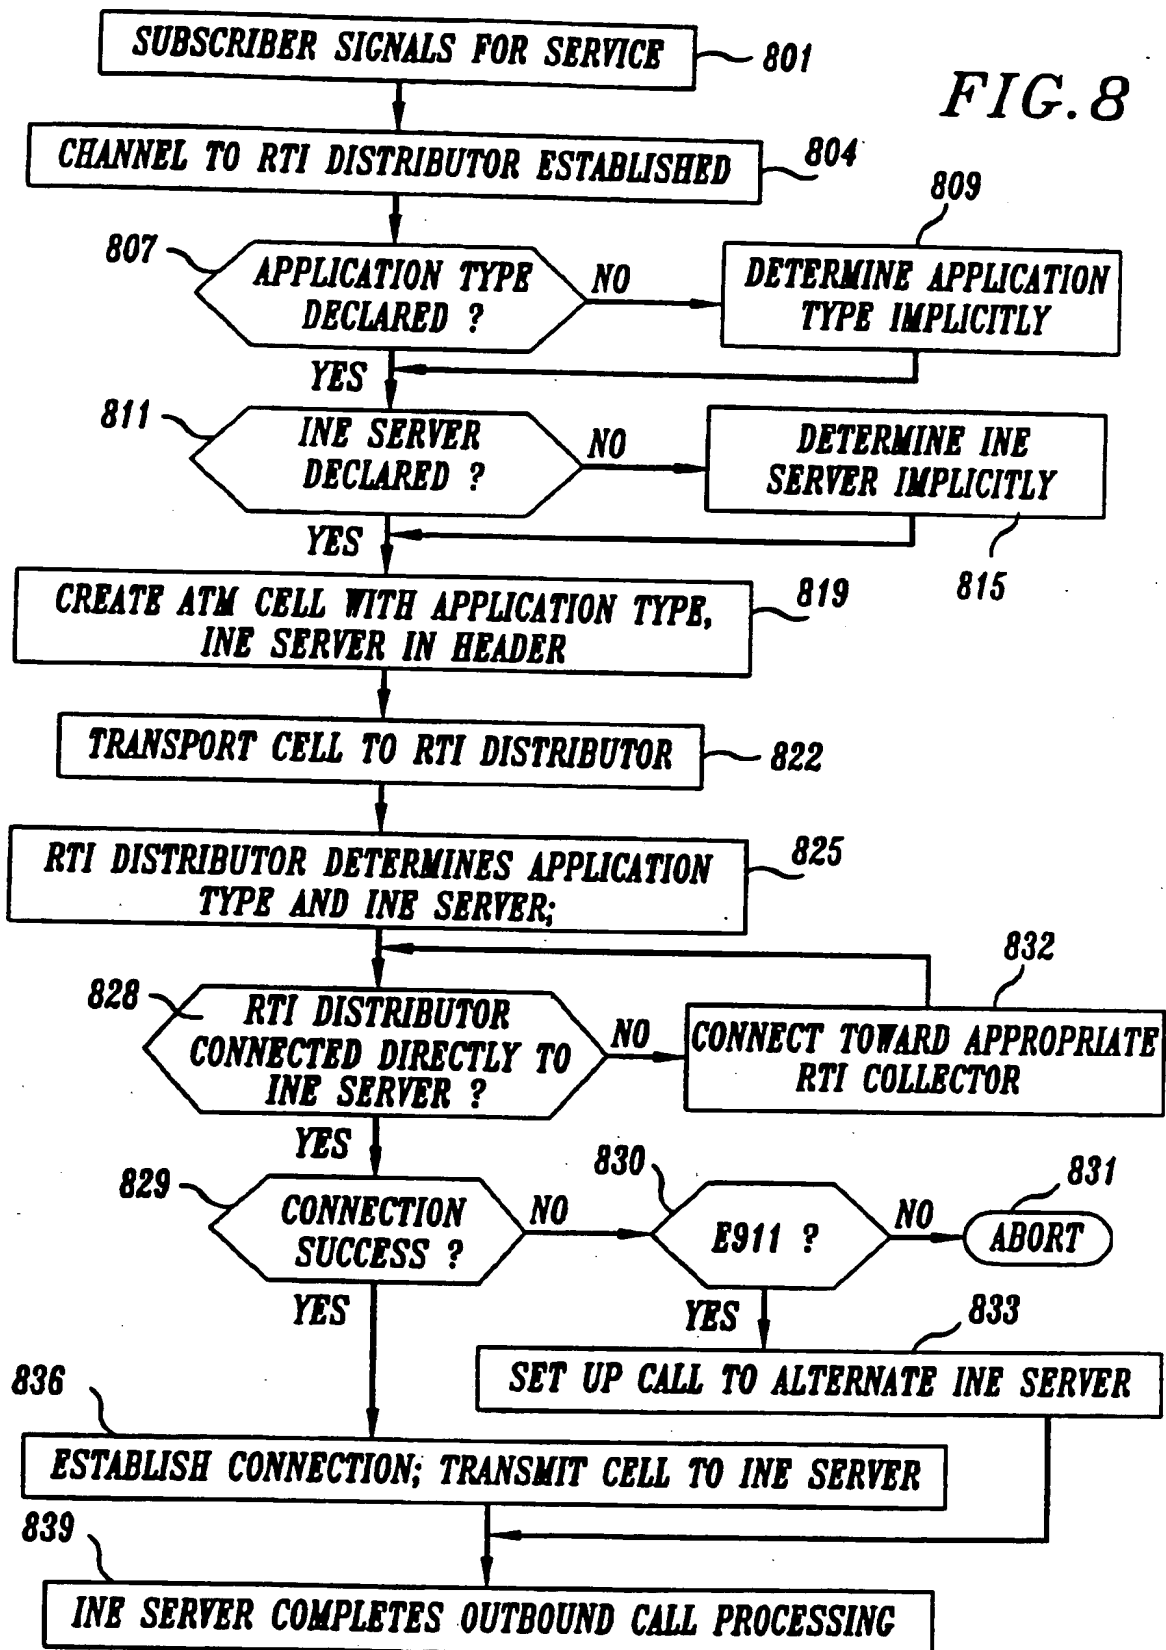 SUBSCRIBER SIGNALS FOR SERVICE
801
FIG.8
CHANNEL TO RTI DISTRIBUTOR ESTABLISHED
804
809
807
APPLICATION TYPE
DECLARED ?
NO
DETERMINE APPLICATION
TYPE IMPLICITLY
YES
811
INE SERVER
DECLARED ?
NO
DETERMINE INE
SERVER IMPLICITLY
YES
815
CREATE ATM CELL WITH APPLICATION TYPE,
INE SERVER IN HEADER
819
TRANSPORT CELL TO RTI DISTRIBUTOR
822
RTI DISTRIBUTOR DETERMINES APPLICATION
TYPE AND INE SERVER;
825
832
828
RTI DISTRIBUTOR
CONNECTED DIRECTLY TO
INE SERVER ?
NO
CONNECT TOWARD APPROPRIATE
RTI COLLECTOR
YES
829
CONNECTION
SUCCESS ?
NO
830
E911 ?
NO
831
ABORT
YES
YES
833
SET UP CALL TO ALTERNATE INE SERVER
836
ESTABLISH CONNECTION; TRANSMIT CELL TO INE SERVER
839
INE SERVER COMPLETES OUTBOUND CALL PROCESSING